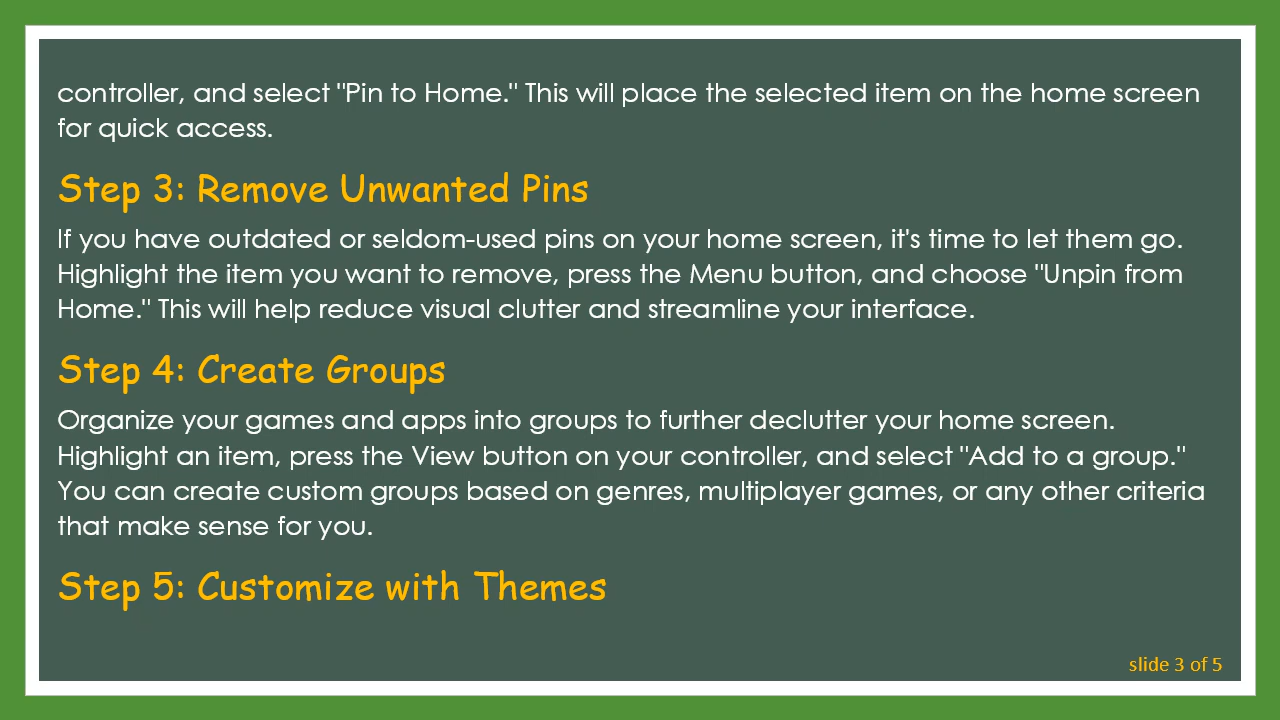 controller, and select "Pin to Home." This will place the selected item on the home screen
for quick access.
Step 3: Remove Unwanted Pins
If you have outdated or seldom-used pins on your home screen, it's time to let them go.
Highlight the item you want to remove, press the Menu button, and choose "Unpin from
Home." This will help reduce visual clutter and streamline your interface.
Step 4: Create Groups
Organize your games and apps into groups to further declutter your home screen.
Highlight an item, press the View button on your controller, and select "Add to a group."
You can create custom groups based on genres, multiplayer games, or any other criteria
that make sense for you.
Step 5: Customize with Themes
slide 3 of 5